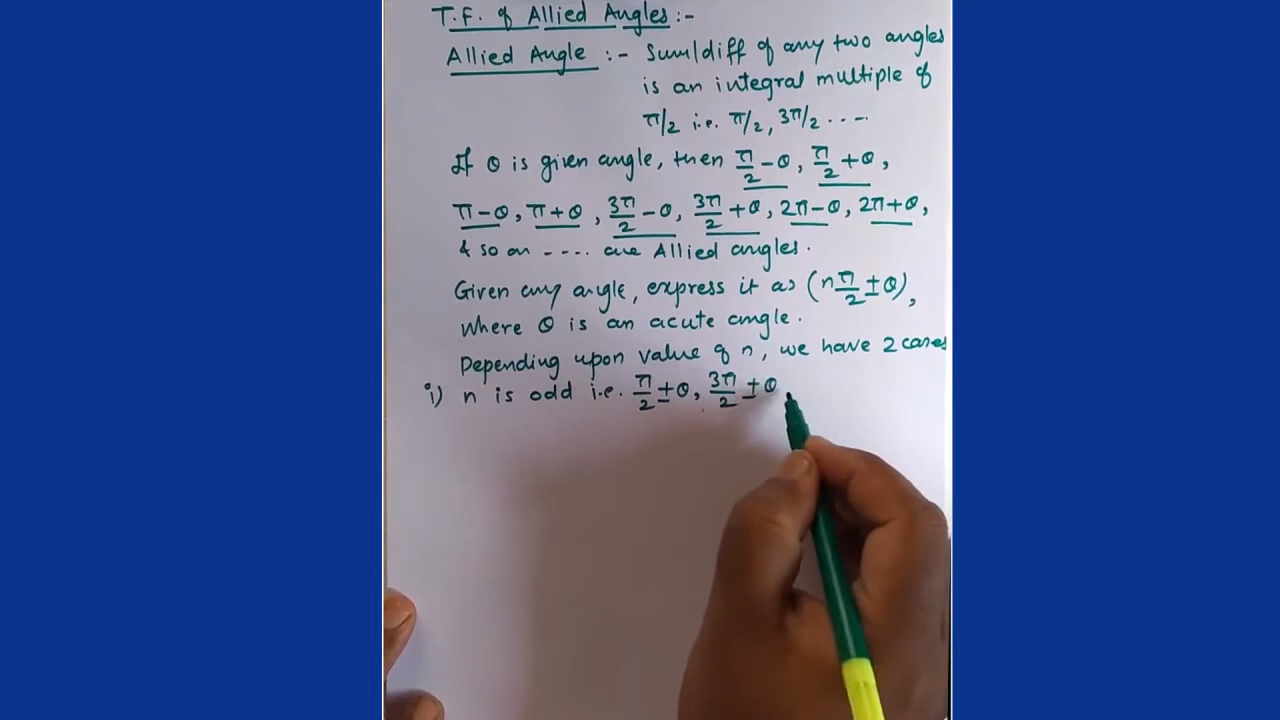 T.F. of Allied Angles :-
Allied Angle :- Sum/diff of any two angles
is an integral multiple of
π/2 i.e. π/2, 3π/2 ....
If θ is given angle, then π/2 - θ, π/2 + θ,
π-θ, π+θ, 3π/2 - θ, 3π/2 + θ, 2π-θ, 2π+θ,
& so on ---- are Allied angles.
Given any angle, express it as (nπ/2 ± θ),
where θ is an acute angle.
Depending upon value of n, we have 2 cases
i) n is odd i.e. π/2 ± θ, 3π/2 ± θ